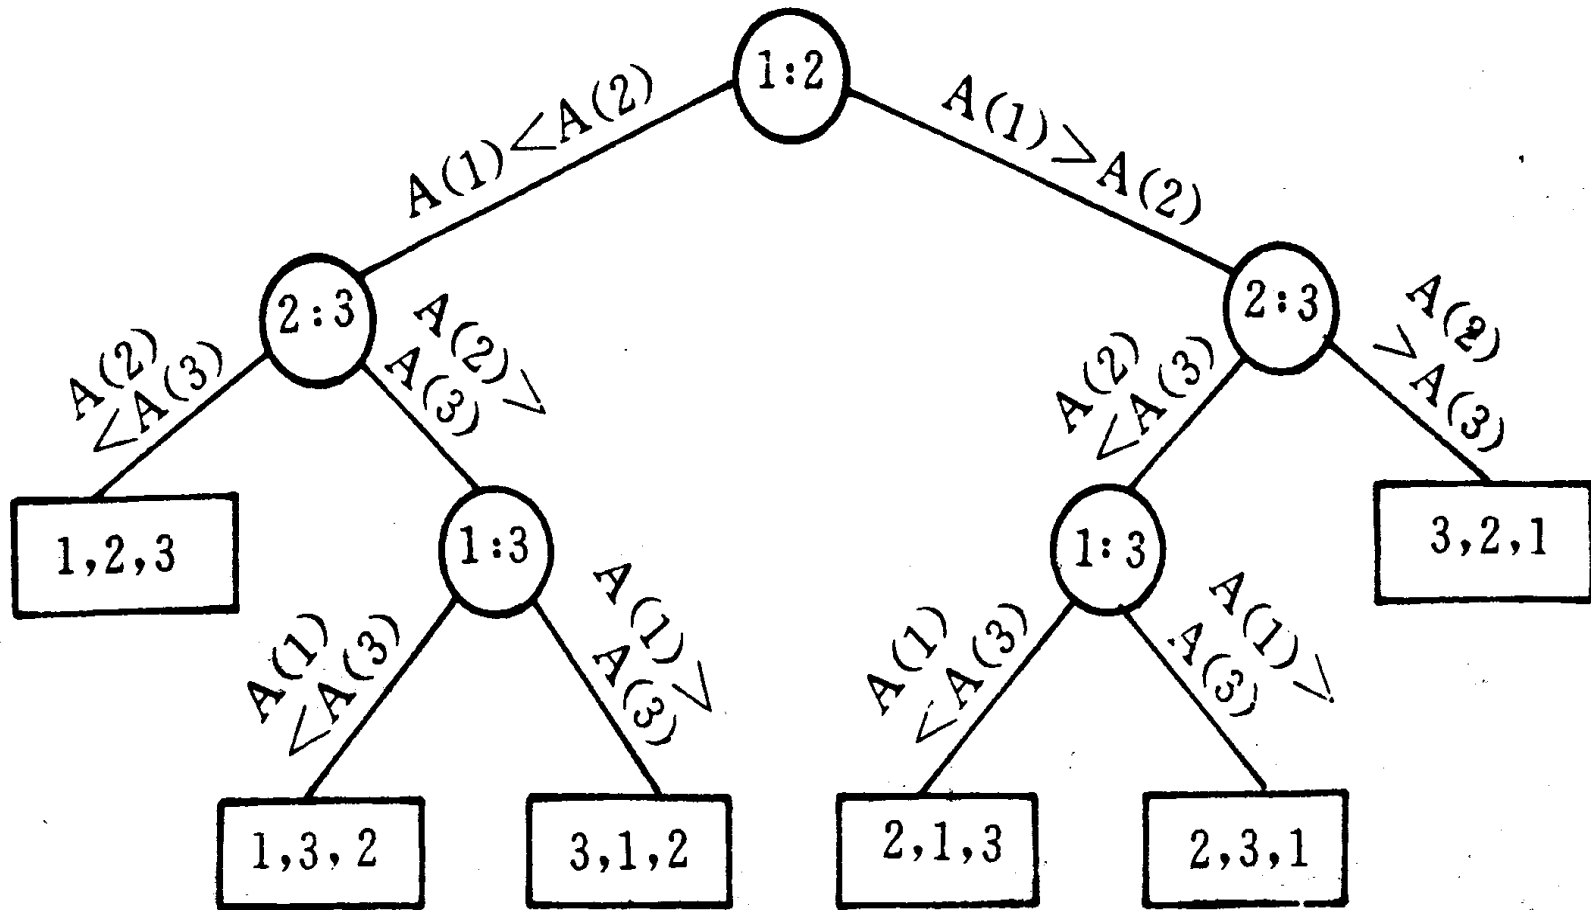 1:2
A(1)<A(2)
A(1)>A(2)
2:3
2:3
A(2)
<A(3)
A(2)>
A(3)
A(2)
<A(3)
A(2)
>
A(3)
1,2,3
1:3
1:3
3,2,1
A(1)
<A(3)
A(1)>
A(3)
A(1)
<A(3)
A(1)>
A(3)
1,3,2
3,1,2
2,1,3
2,3,1